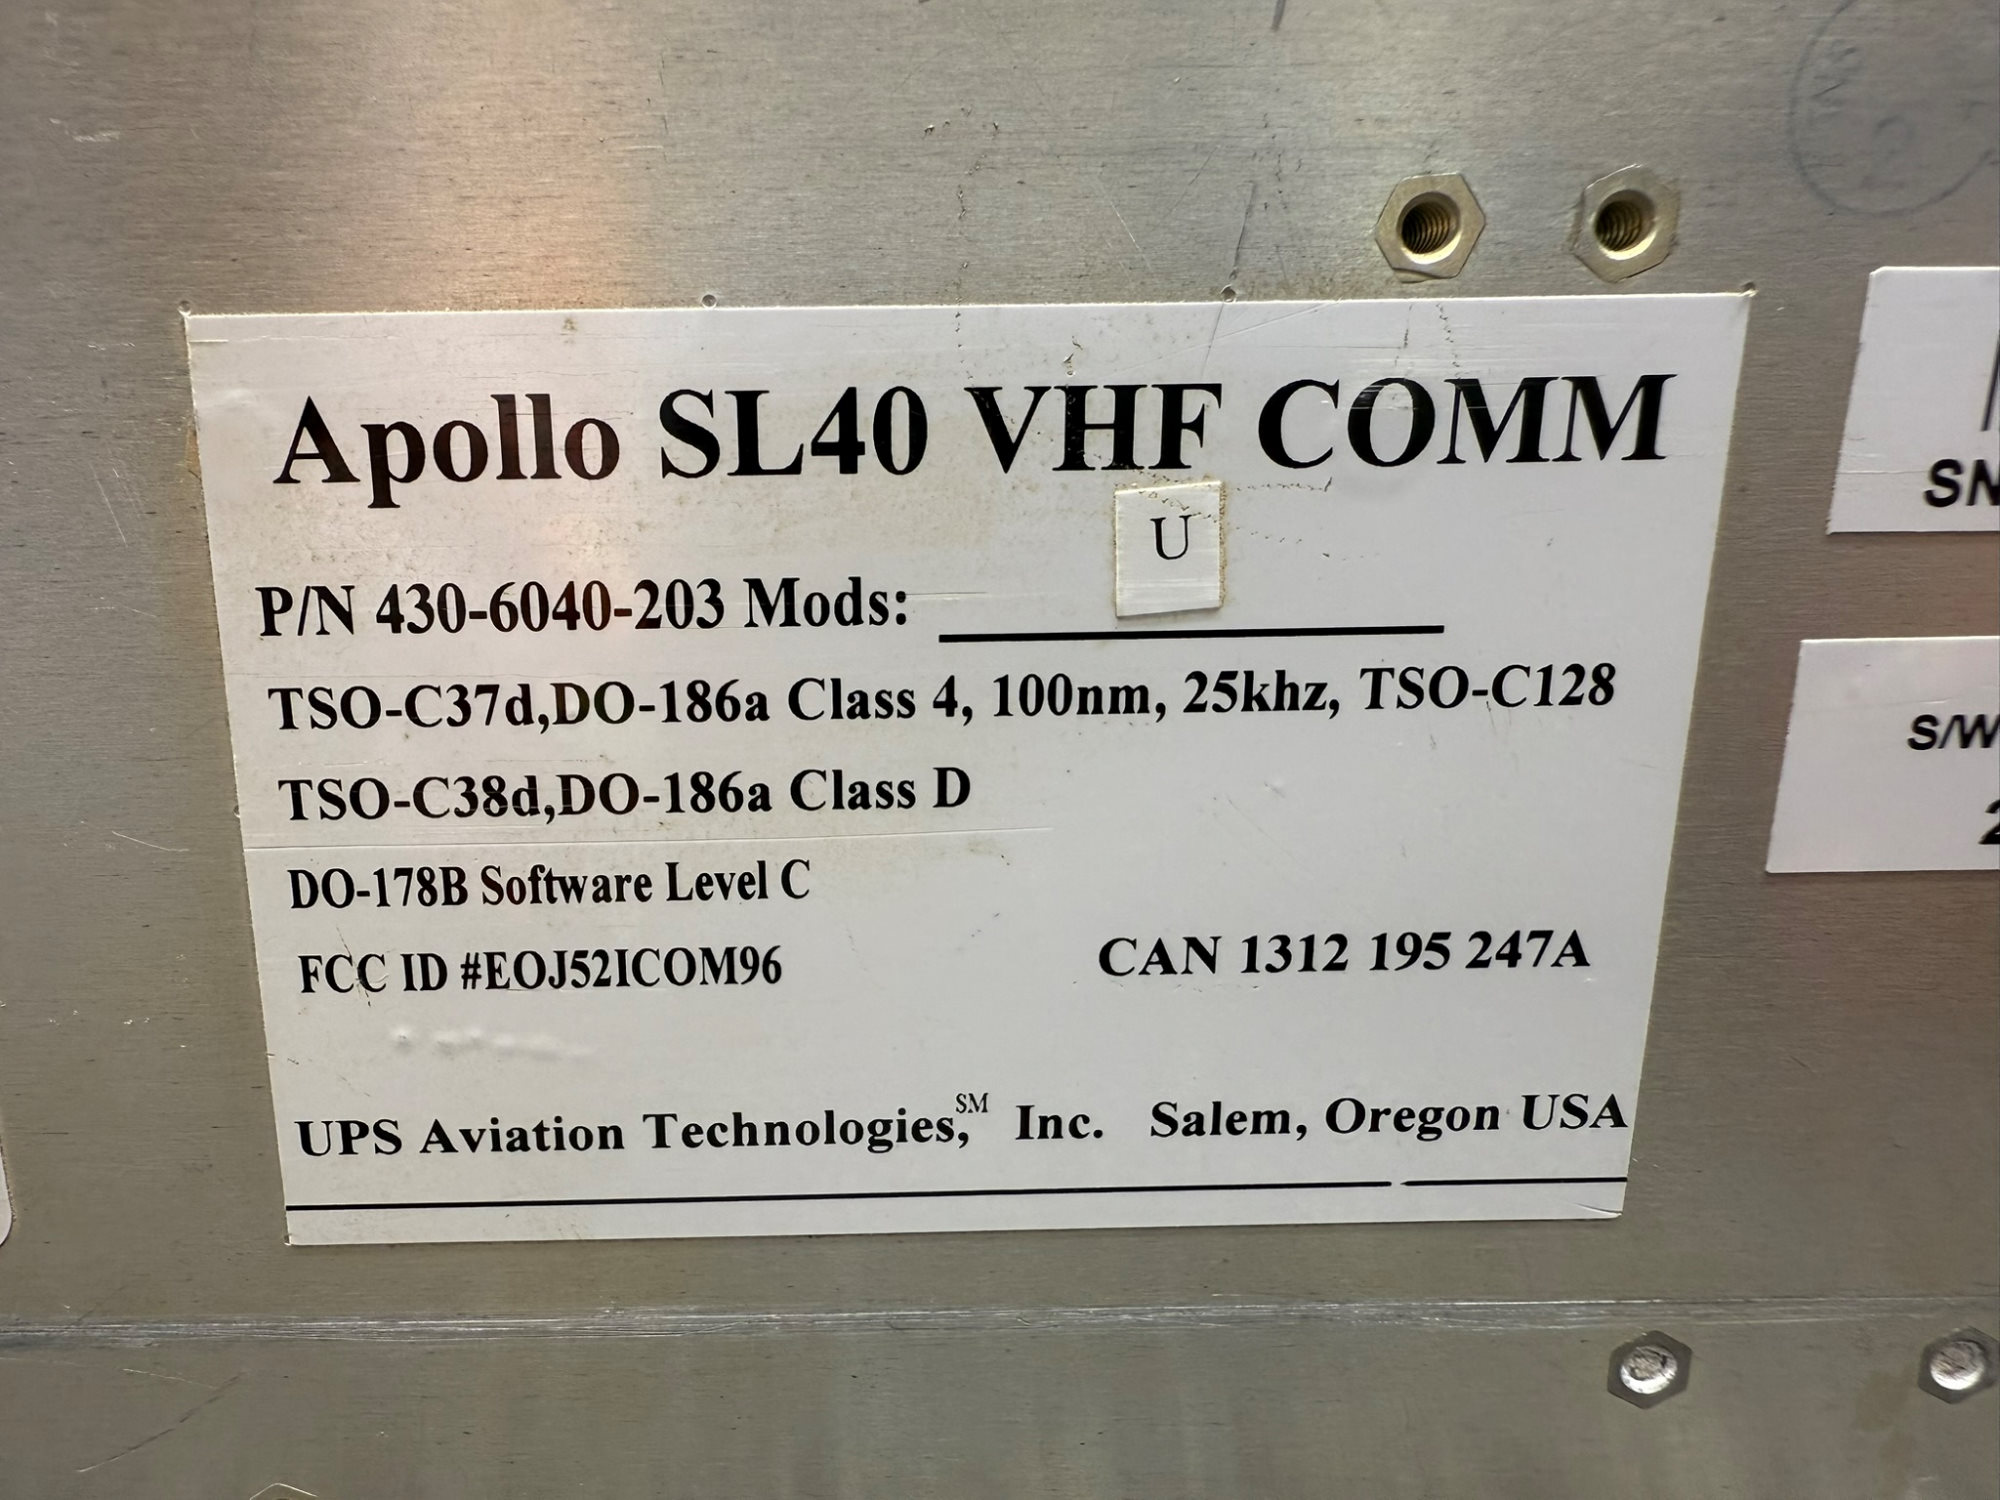 Apollo SL40 VHF COMM
U
P/N 430-6040-203 Mods:
TSO-C37d,DO-186a Class 4, 100nm, 25khz, TSO-C128
TSO-C38d,DO-186a Class D
DO-178B Software Level C
FCC ID #EOJ52ICOM96 CAN 1312 195 247A
UPS Aviation Technologies,℠ Inc. Salem, Oregon USA
SN
S/W
2